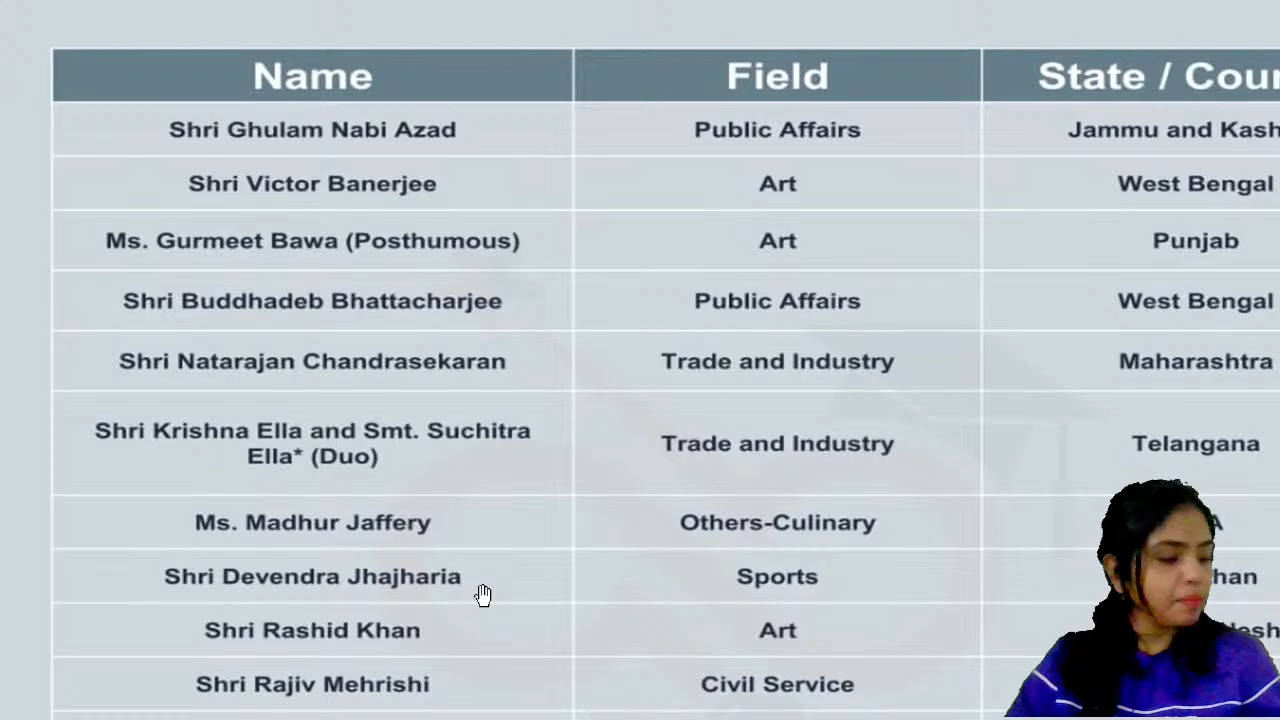 Name Field State / Coun
Shri Ghulam Nabi Azad Public Affairs Jammu and Kash
Shri Victor Banerjee Art West Bengal
Ms. Gurmeet Bawa (Posthumous) Art Punjab
Shri Buddhadeb Bhattacharjee Public Affairs West Bengal
Shri Natarajan Chandrasekaran Trade and Industry Maharashtra
Shri Krishna Ella and Smt. Suchitra
Ella* (Duo) Trade and Industry Telangana
Ms. Madhur Jaffery Others-Culinary
Shri Devendra Jhajharia Sports han
Shri Rashid Khan Art
Shri Rajiv Mehrishi Civil Service